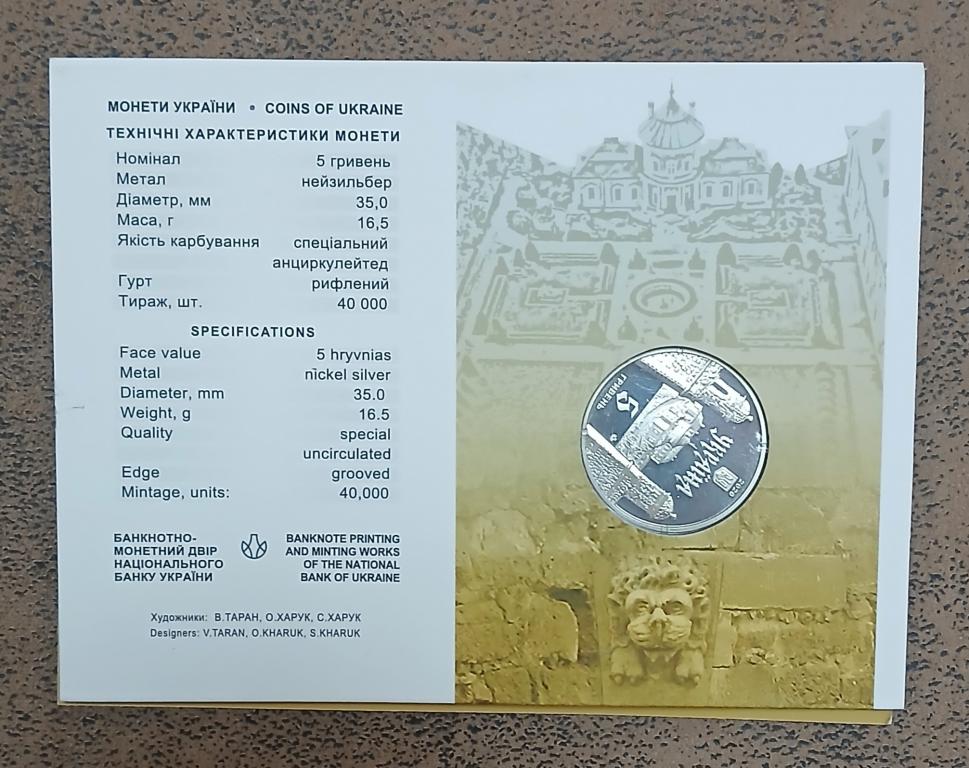 МОНЕТИ УКРАЇНИ • COINS OF UKRAINE
ТЕХНІЧНІ ХАРАКТЕРИСТИКИ МОНЕТИ
Номінал 5 гривень
Метал нейзильбер
Діаметр, мм 35,0
Маса, г 16,5
Якість карбування спеціальний
анциркулейтед
Гурт рифлений
Тираж, шт. 40 000
SPECIFICATIONS
Face value 5 hryvnias
Metal nickel silver
Diameter, mm 35.0
Weight, g 16.5
Quality special
uncirculated
Edge grooved
Mintage, units: 40,000
БАНКНОТНО-
МОНЕТНИЙ ДВІР
НАЦІОНАЛЬНОГО
БАНКУ УКРАЇНИ
BANKNOTE PRINTING
AND MINTING WORKS
OF THE NATIONAL
BANK OF UKRAINE
Художники: В.ТАРАН, О.ХАРУК, С.ХАРУК
Designers: V.TARAN, O.KHARUK, S.KHARUK
5
ГРИВЕНЬ
УКРАЇНА
2020